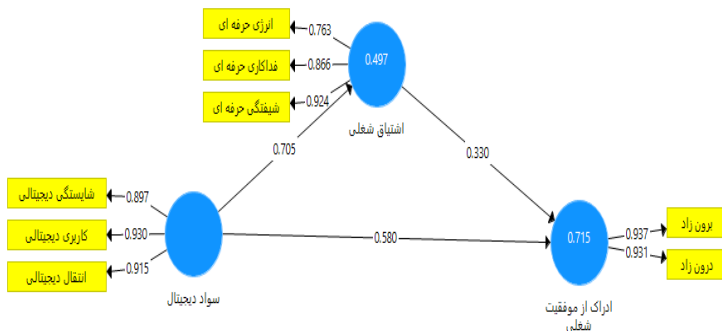 انرژی حرفه ای
0.763
فداکاری حرفه ای
0.866
شیفتگی حرفه ای
0.924
0.497
اشتیاق شغلی
0.705
0.330
شایستگی دیجیتالی
0.897
کاربری دیجیتالی
0.930
انتقال دیجیتالی
0.915
سواد دیجیتال
0.580
0.715
برون زاد
0.937
درون زاد
0.931
ادراک از موفقیت
شغلی